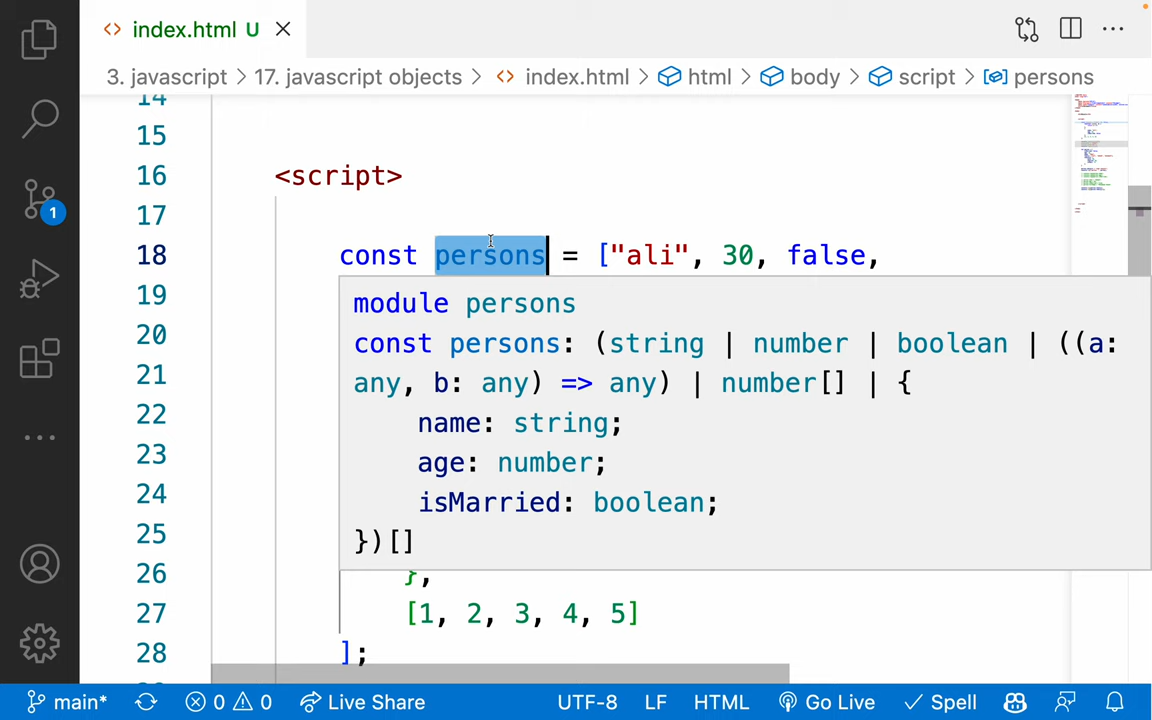 index.html U
3. javascript > 17. javascript objects > index.html > html > body > script > persons
14
15
16 <script>
17
18 const persons = ["ali", 30, false,
19 module persons
20 const persons: (string | number | boolean | ((a:
21 any, b: any) => any) | number[] | {
22 name: string;
23 age: number;
24 isMarried: boolean;
25 })[]
26 },
27 [1, 2, 3, 4, 5]
28 ];
1
main* 0 0 Live Share UTF-8 LF HTML Go Live Spell